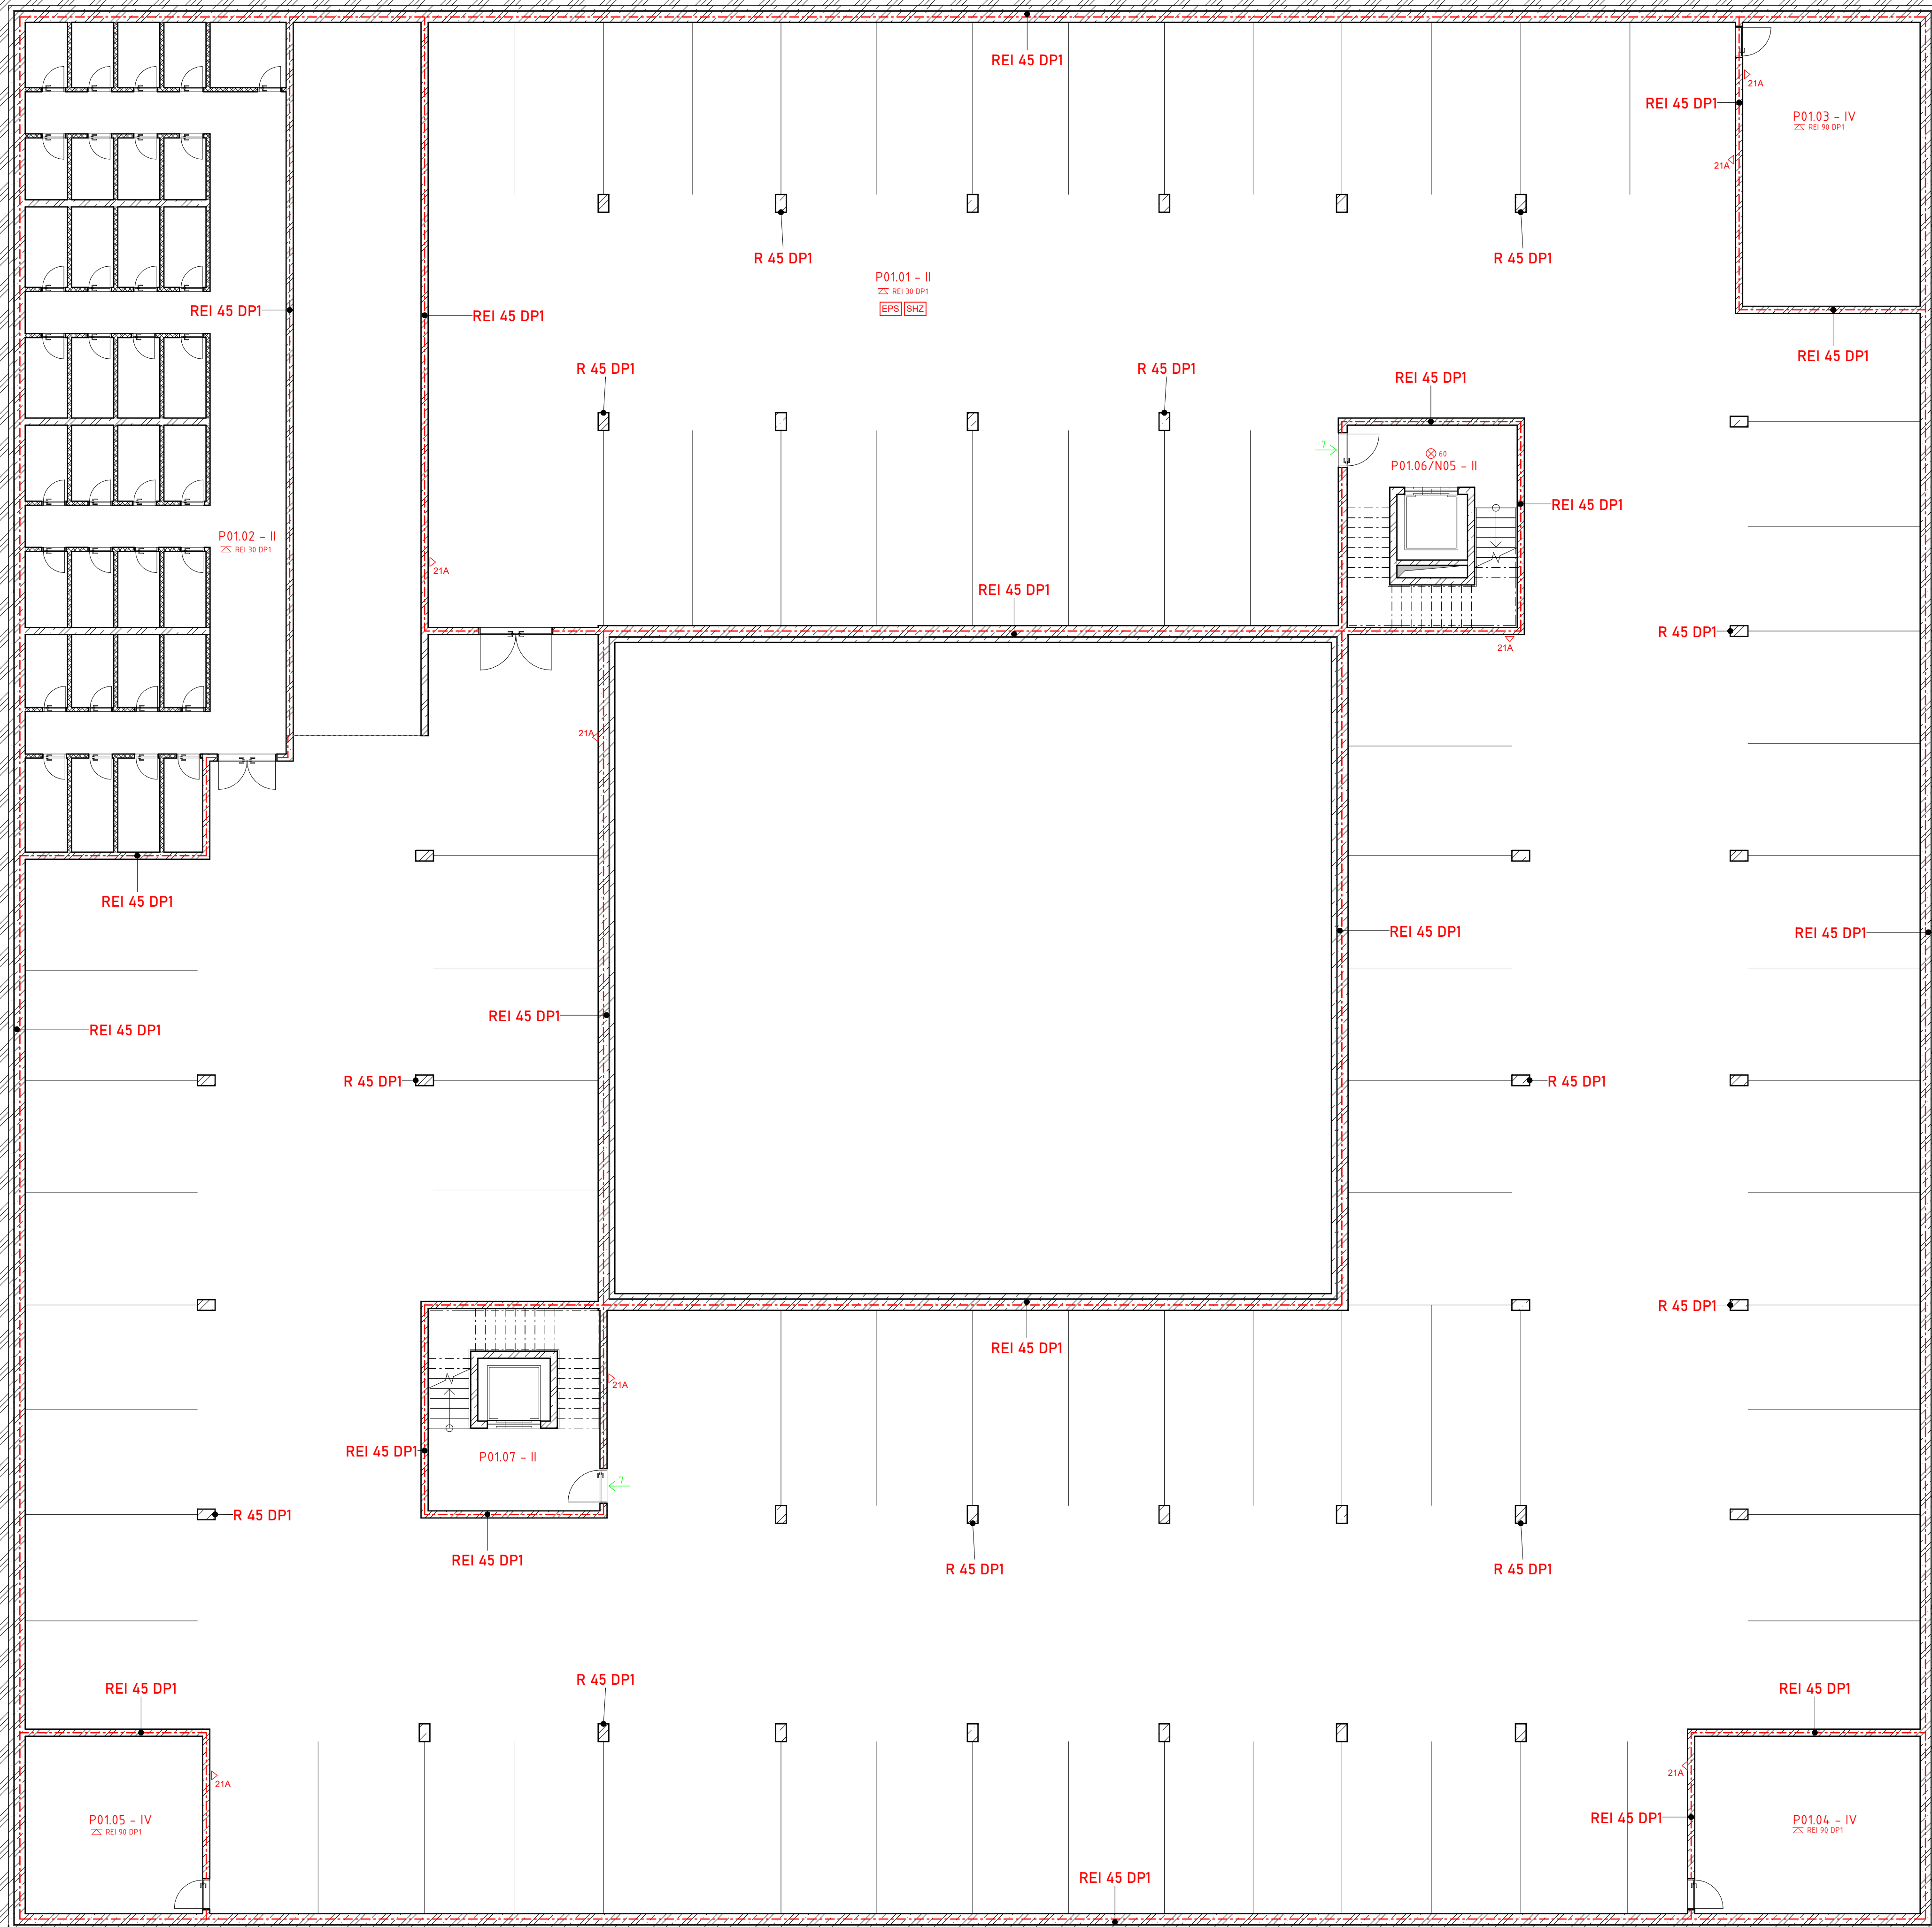 REI 45 DP1
21A
REI 45 DP1
P01.03 - IV
REI 90 DP1
21A
R 45 DP1
R 45 DP1
P01.01 - II
REI 30 DP1
EPS SHZ
REI 45 DP1
REI 45 DP1
REI 45 DP1
R 45 DP1
R 45 DP1
REI 45 DP1
7
60
P01.06/N05 - II
REI 45 DP1
P01.02 - II
REI 30 DP1
21A
REI 45 DP1
R 45 DP1
21A
21A
REI 45 DP1
REI 45 DP1
REI 45 DP1
REI 45 DP1
REI 45 DP1
R 45 DP1
R 45 DP1
R 45 DP1
REI 45 DP1
21A
REI 45 DP1
P01.07 - II
7
R 45 DP1
REI 45 DP1
R 45 DP1
R 45 DP1
R 45 DP1
REI 45 DP1
REI 45 DP1
21A
21A
P01.05 - IV
REI 90 DP1
REI 45 DP1
P01.04 - IV
REI 90 DP1
REI 45 DP1